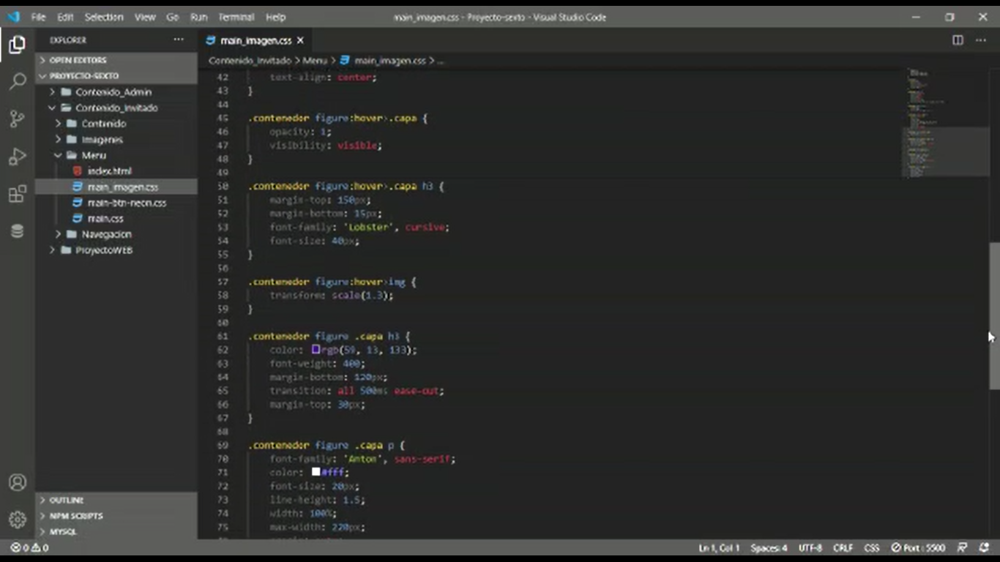 File Edit Selection View Go Run Terminal Help main_imagen.css - Proyecto-sexto - Visual Studio Code
EXPLORER ...
main_imagen.css ×
OPEN EDITORS
PROYECTO-SEXTO
Contenido_Admin
Contenido_Invitado
Contenido
Imagenes
Menu
index.html
main_imagen.css
main-btn-neon.css
main.css
Navegacion
ProyectoWEB
OUTLINE
NPM SCRIPTS
MYSQL
Contenido_Invitado > Menu > main_imagen.css > ...
42 text-align: center;
43 }
44
45 .contenedor figure:hover>.capa {
46 opacity: 1;
47 visibility: visible;
48 }
49
50 .contenedor figure:hover>.capa h3 {
51 margin-top: 150px;
52 margin-bottom: 15px;
53 font-family: 'Lobster', cursive;
54 font-size: 40px;
55 }
56
57 .contenedor figure:hover>img {
58 transform: scale(1.3);
59 }
60
61 .contenedor figure .capa h3 {
62 color: rgb(59, 13, 133);
63 font-weight: 400;
64 margin-bottom: 120px;
65 transition: all 500ms ease-out;
66 margin-top: 30px;
67 }
68
69 .contenedor figure .capa p {
70 font-family: 'Anton', sans-serif;
71 color: #fff;
72 font-size: 20px;
73 line-height: 1.5;
74 width: 100%;
75 max-width: 220px;
0 0 Ln 1, Col 1 Spaces: 4 UTF-8 CRLF CSS Port : 5500